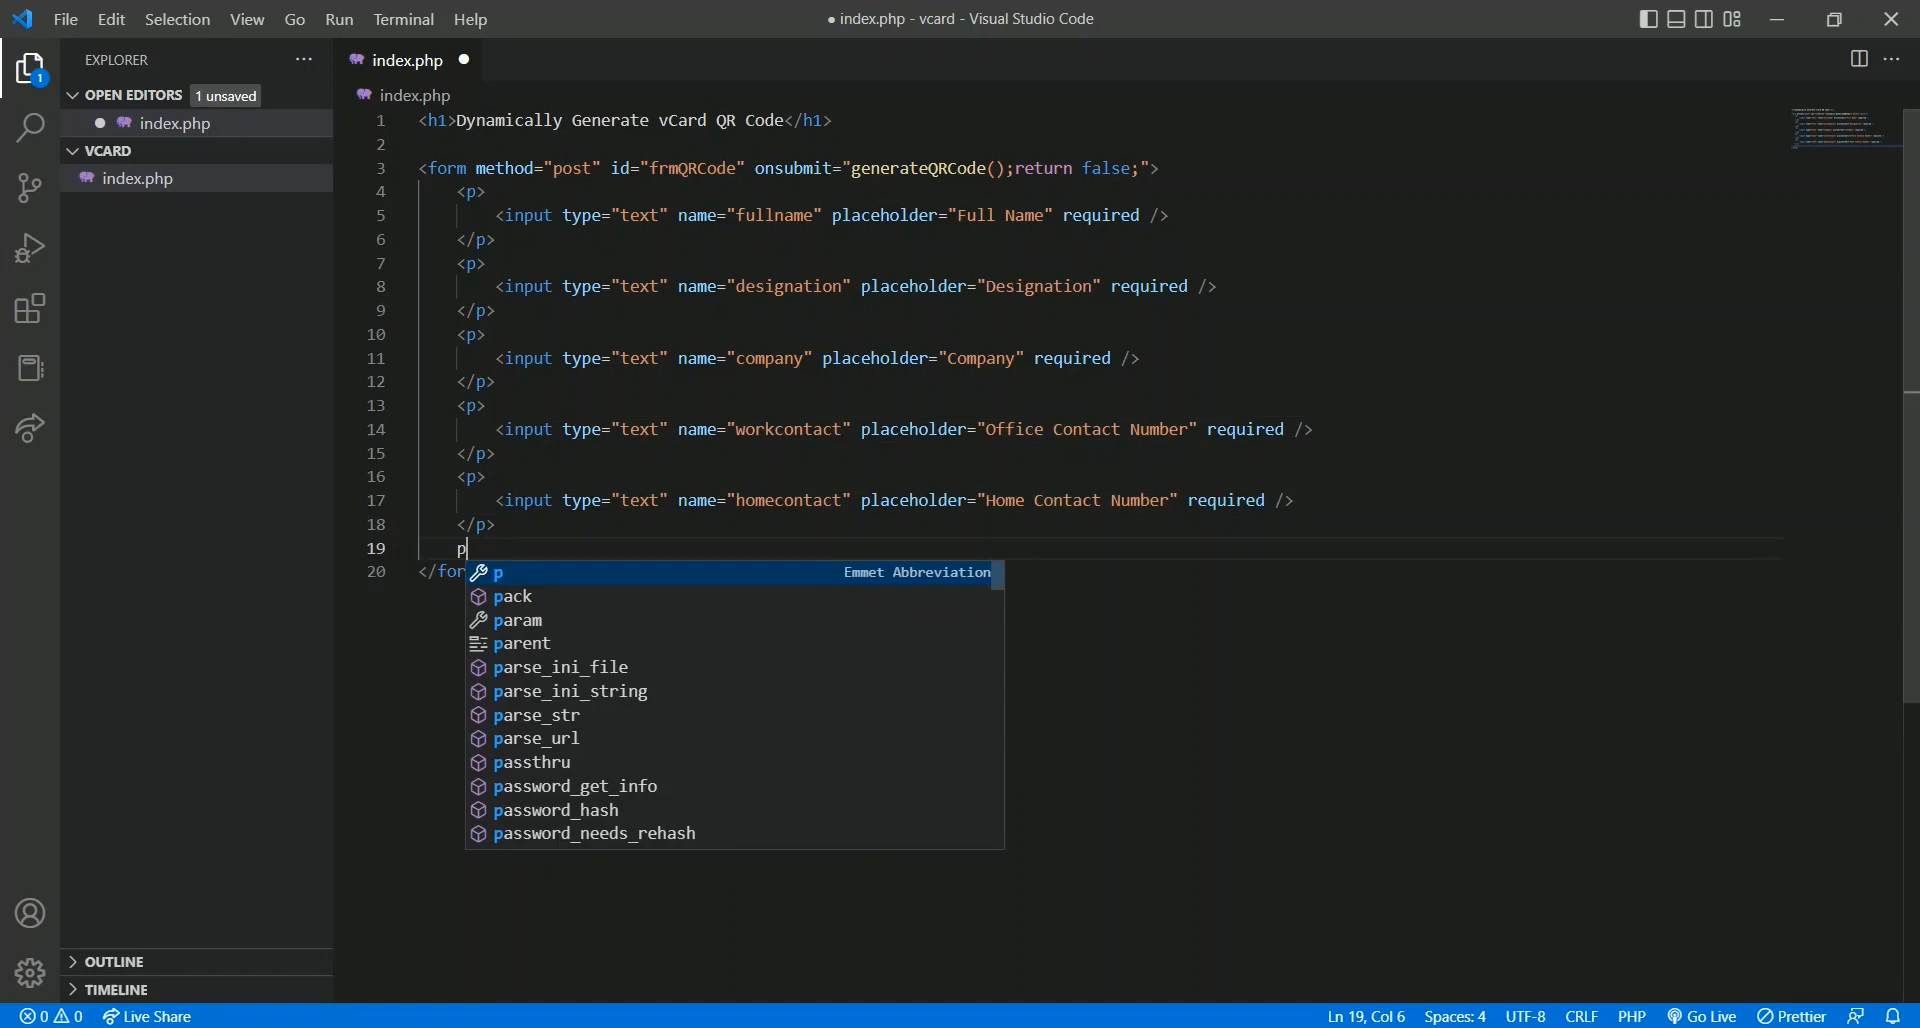 File Edit Selection View Go Run Terminal Help
● index.php - vcard - Visual Studio Code
EXPLORER
OPEN EDITORS 1 unsaved
index.php
VCARD
index.php
OUTLINE
TIMELINE
1
index.php
index.php
1 <h1>Dynamically Generate vCard QR Code</h1>
2
3 <form method="post" id="frmQRCode" onsubmit="generateQRCode();return false;">
4 <p>
5 <input type="text" name="fullname" placeholder="Full Name" required />
6 </p>
7 <p>
8 <input type="text" name="designation" placeholder="Designation" required />
9 </p>
10 <p>
11 <input type="text" name="company" placeholder="Company" required />
12 </p>
13 <p>
14 <input type="text" name="workcontact" placeholder="Office Contact Number" required />
15 </p>
16 <p>
17 <input type="text" name="homecontact" placeholder="Home Contact Number" required />
18 </p>
19 p
20 </for
p Emmet Abbreviation
pack
param
parent
parse_ini_file
parse_ini_string
parse_str
parse_url
passthru
password_get_info
password_hash
password_needs_rehash
0 0 Live Share
Ln 19, Col 6 Spaces: 4 UTF-8 CRLF PHP Go Live Prettier